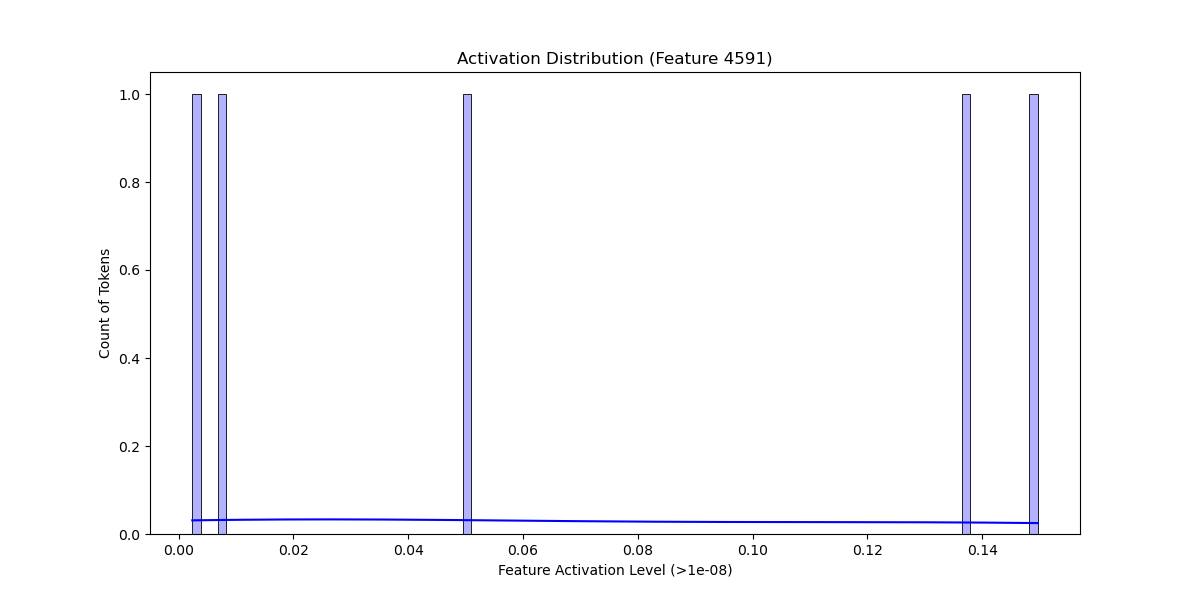 Activation Distribution (Feature 4591)
1.0
0.8
0.6
0.4
0.2
0.0
Count of Tokens
0.00 0.02 0.04 0.06 0.08 0.10 0.12 0.14
Feature Activation Level (>1e-08)